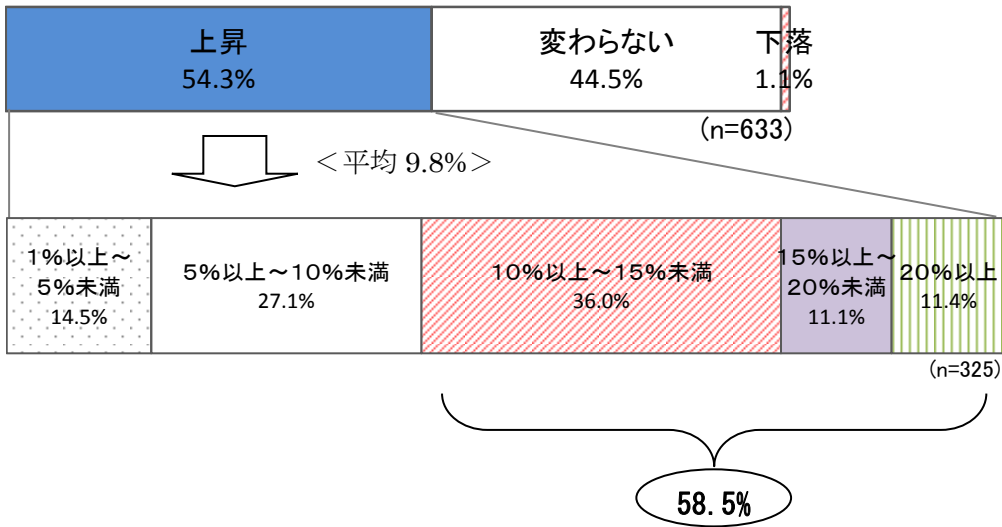 上昇
54.3%
変わらない
44.5%
下落
1.1%
(n=633)
＜平均 9.8%＞
1%以上～
5%未満
14.5%
5%以上～10%未満
27.1%
10%以上～15%未満
36.0%
15%以上～
20%未満
11.1%
20%以上
11.4%
(n=325)
58.5%